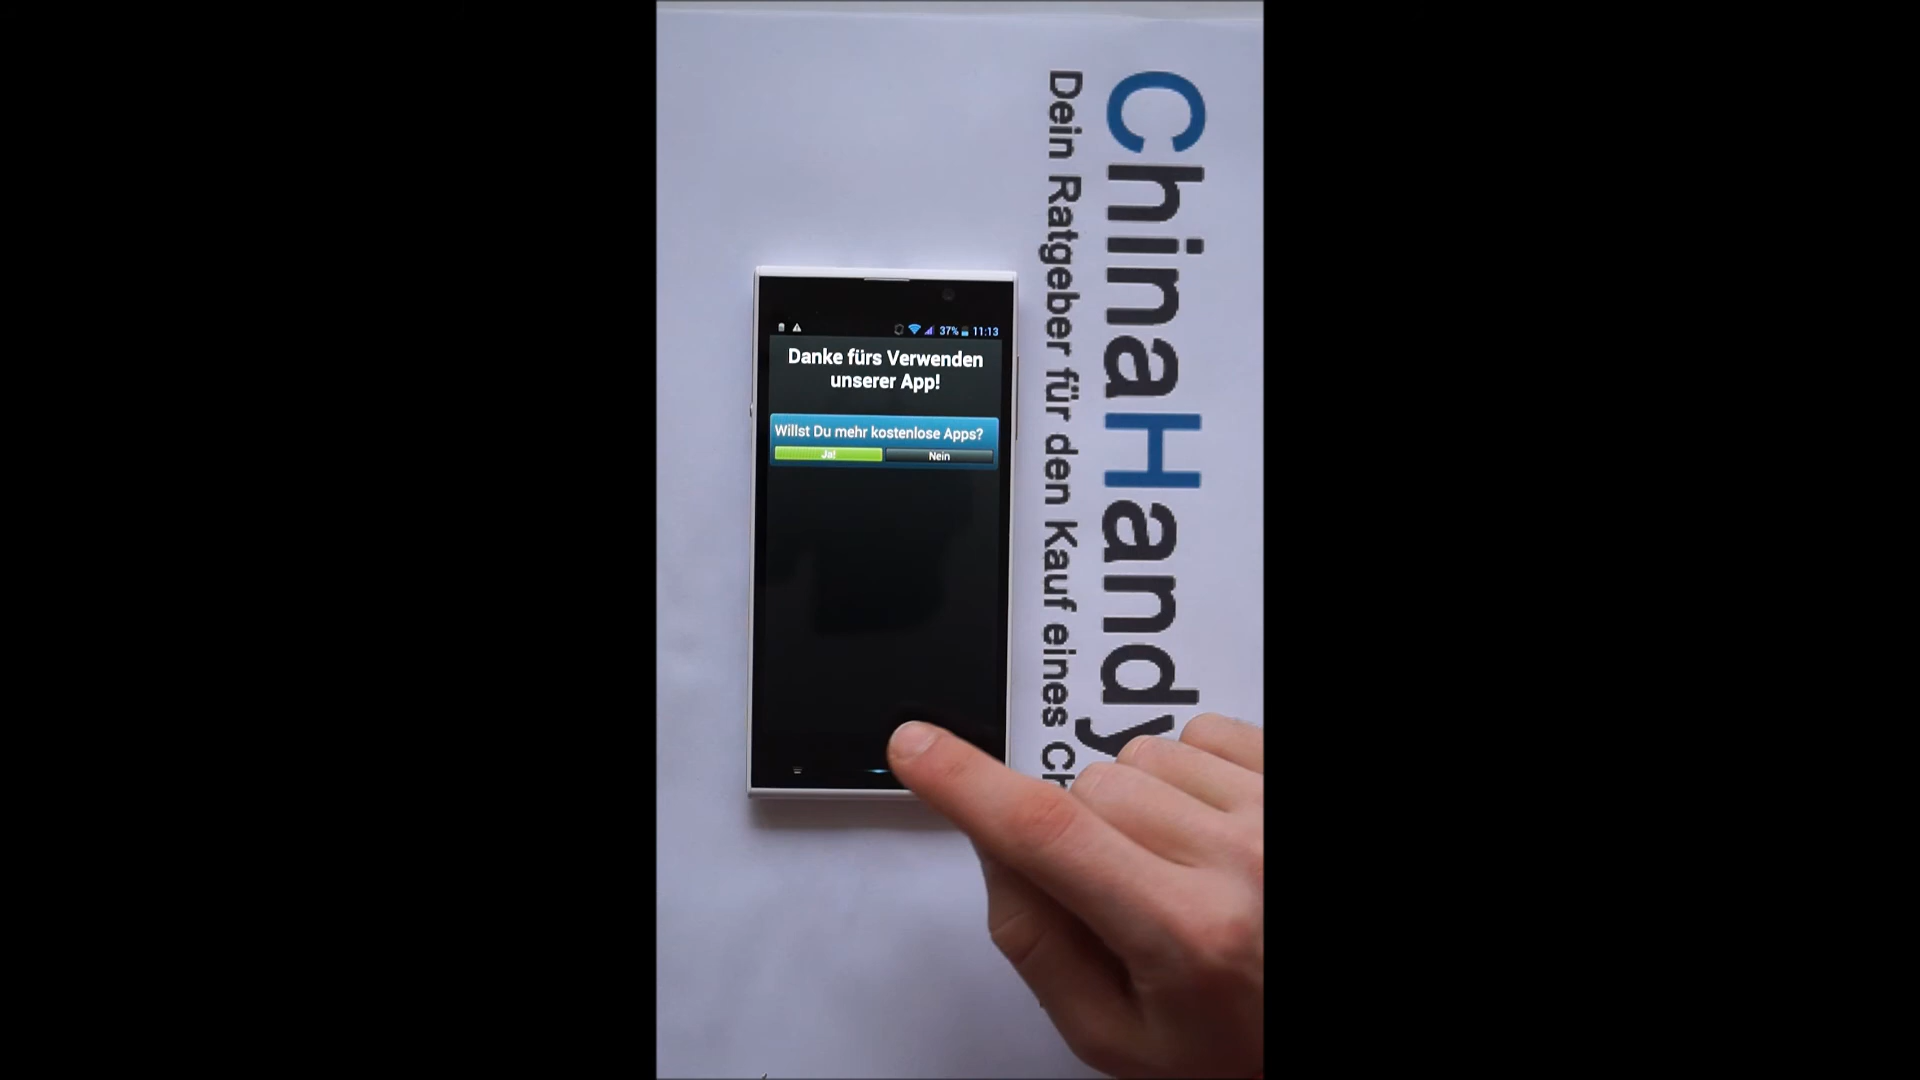 37% 11:13
Danke fürs Verwenden
unserer App!
Willst Du mehr kostenlose Apps?
Ja!
Nein
ChinaHandy
Dein Ratgeber für den Kauf eines Ch